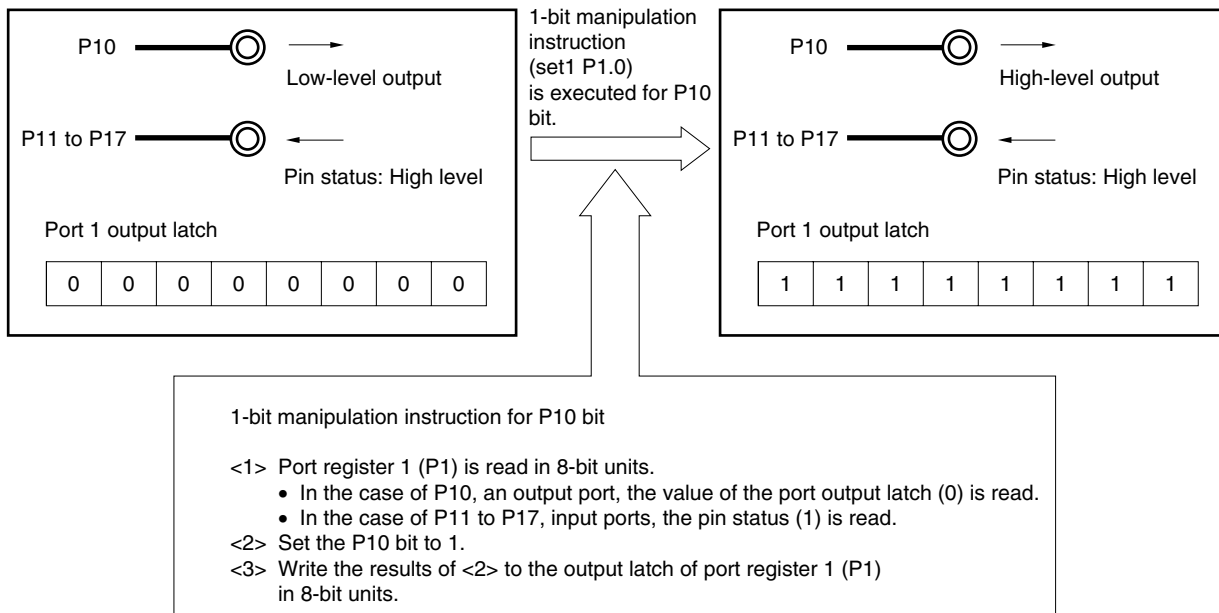 P10
Low-level output
P11 to P17
Pin status: High level
Port 1 output latch
0 0 0 0 0 0 0 0
1-bit manipulation
instruction
(set1 P1.0)
is executed for P10
bit.
P10
High-level output
P11 to P17
Pin status: High level
Port 1 output latch
1 1 1 1 1 1 1 1
1-bit manipulation instruction for P10 bit
<1> Port register 1 (P1) is read in 8-bit units.
• In the case of P10, an output port, the value of the port output latch (0) is read.
• In the case of P11 to P17, input ports, the pin status (1) is read.
<2> Set the P10 bit to 1.
<3> Write the results of <2> to the output latch of port register 1 (P1)
in 8-bit units.